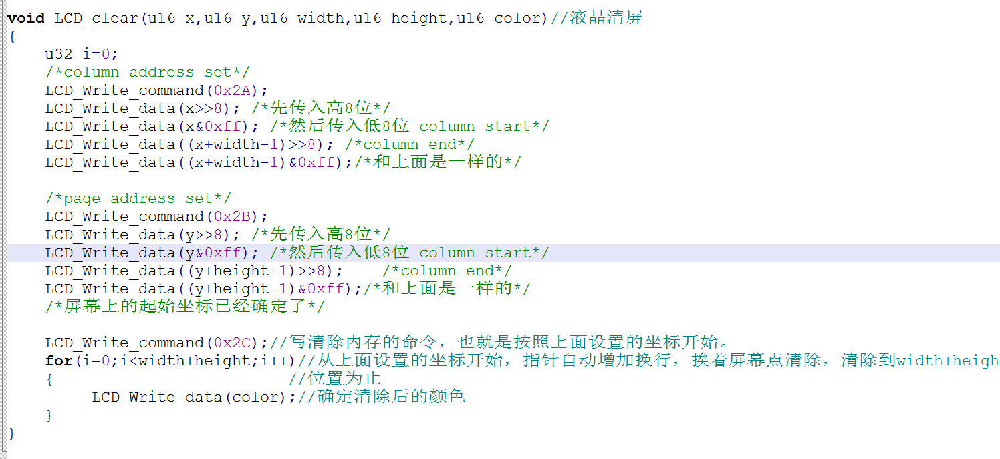 void LCD_clear(u16 x,u16 y,u16 width,u16 height,u16 color)//液晶清屏
{
    u32 i=0;
    /*column address set*/
    LCD_Write_command(0x2A);
    LCD_Write_data(x>>8); /*先传入高8位*/
    LCD_Write_data(x&0xff); /*然后传入低8位 column start*/
    LCD_Write_data((x+width-1)>>8); /*column end*/
    LCD_Write_data((x+width-1)&0xff);/*和上面是一样的*/
    /*page address set*/
    LCD_Write_command(0x2B);
    LCD_Write_data(y>>8); /*先传入高8位*/
    LCD_Write_data(y&0xff); /*然后传入低8位 column start*/
    LCD_Write_data((y+height-1)>>8);    /*column end*/
    LCD_Write_data((y+height-1)&0xff);/*和上面是一样的*/
    /*屏幕上的起始坐标已经确定了*/
    LCD_Write_command(0x2C);//写清除内存的命令，也就是按照上面设置的坐标开始。
    for(i=0;i<width+height;i++)//从上面设置的坐标开始，指针自动增加换行，挨着屏幕点清除，清除到width+heigh
    {                         //位置为止
         LCD_Write_data(color);//确定清除后的颜色
    }
}